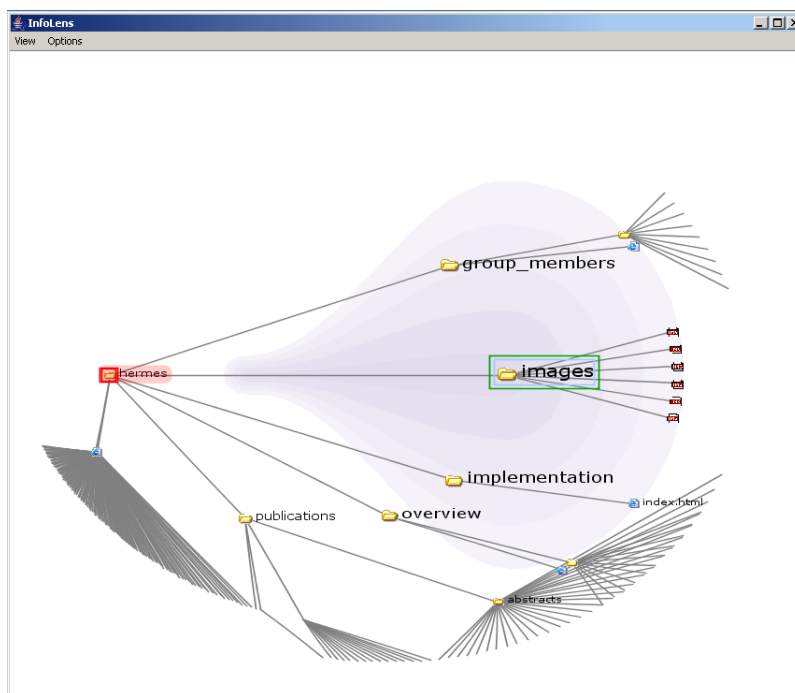 InfoLens
View Options
group_members
hermes
images
implementation
index.html
publications
overview
abstracts